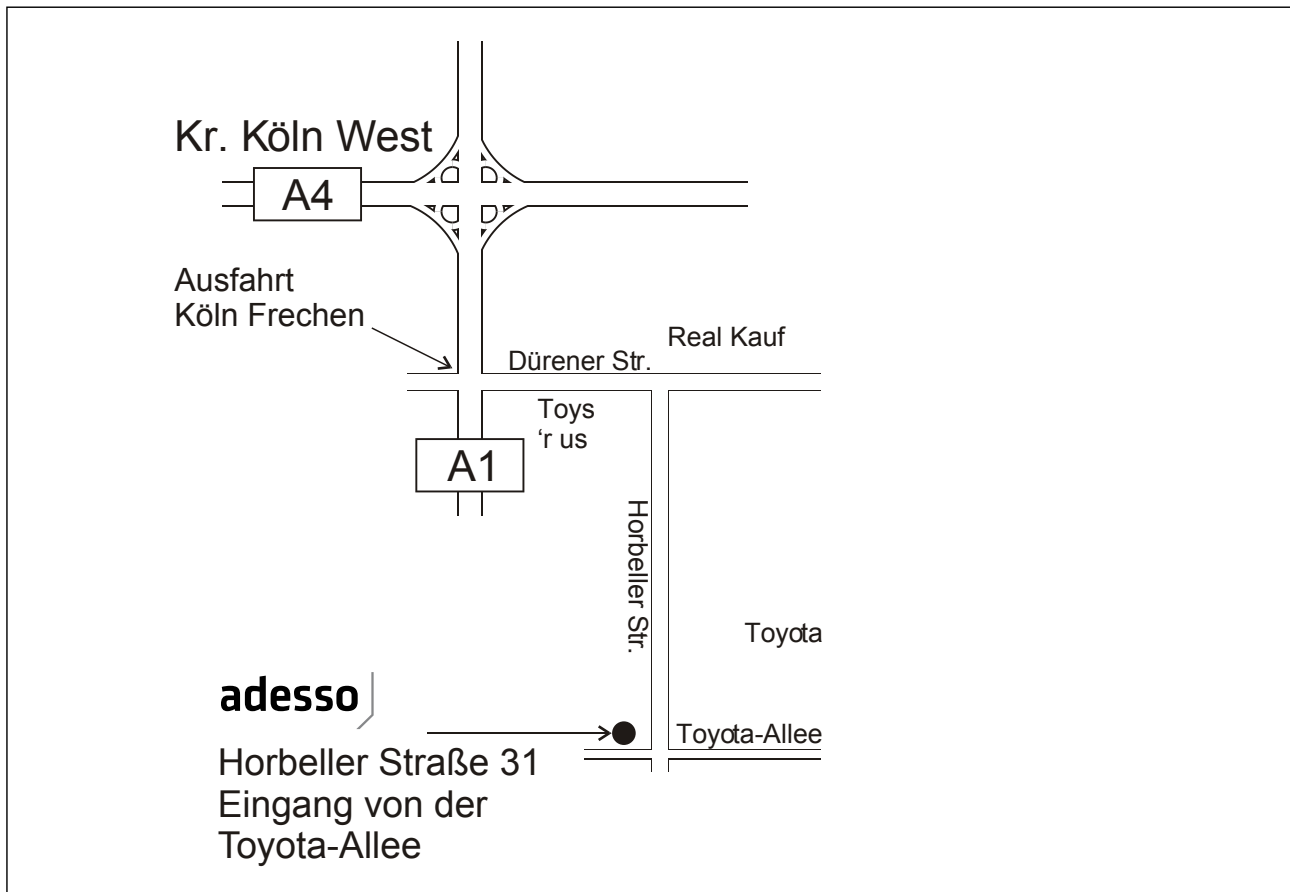 Kr. Köln West
A4
Ausfahrt
Köln Frechen
Real Kauf
Dürener Str.
Toys
‘r us
A1
Horbeller Str.
Toyota
adesso
Toyota-Allee
Horbeller Straße 31
Eingang von der
Toyota-Allee